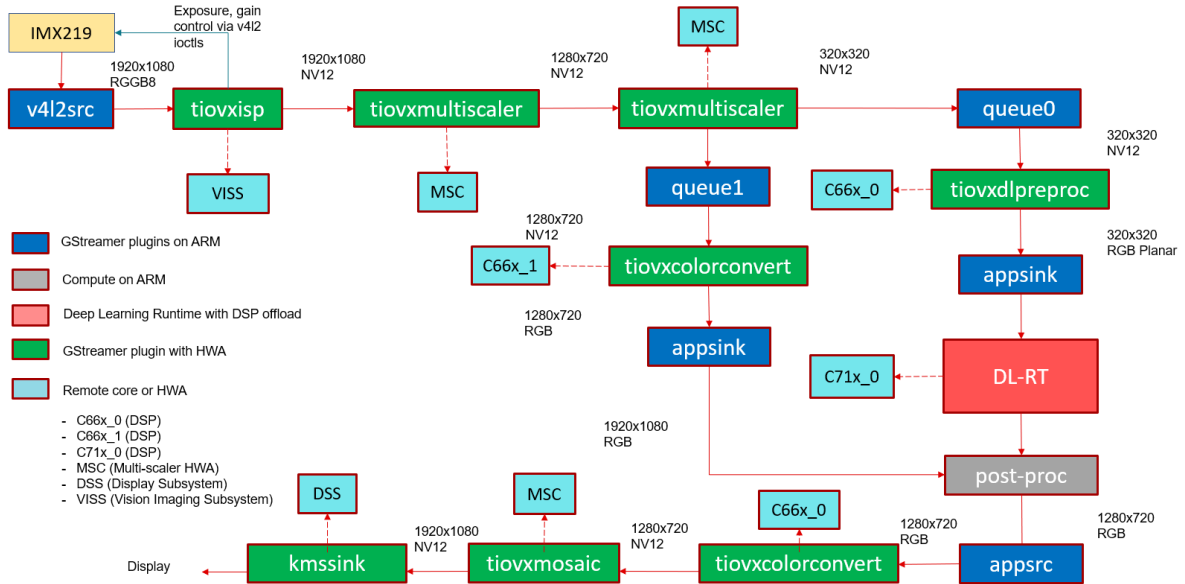 Exposure, gain
control via v4l2
ioctls
IMX219
MSC
1920x1080
RGGB8
1920x1080
NV12
1280x720
NV12
320x320
NV12
v4l2src
tiovxisp
tiovxmultiscaler
tiovxmultiscaler
queue0
320x320
NV12
VISS
MSC
queue1
C66x_0
tiovxdlpreproc
1280x720
NV12
320x320
RGB Planar
GStreamer plugins on ARM
C66x_1
tiovxcolorconvert
appsink
Compute on ARM
1280x720
RGB
Deep Learning Runtime with DSP offload
GStreamer plugin with HWA
appsink
C71x_0
DL-RT
Remote core or HWA
- C66x_0 (DSP)
- C66x_1 (DSP)
- C71x_0 (DSP)
- MSC (Multi-scaler HWA)
- DSS (Display Subsystem)
- VISS (Vision Imaging Subsystem)
1920x1080
RGB
post-proc
DSS
MSC
C66x_0
1920x1080
NV12
1280x720
NV12
1280x720
RGB
1280x720
RGB
Display
kmssink
tiovxmosaic
tiovxcolorconvert
appsrc